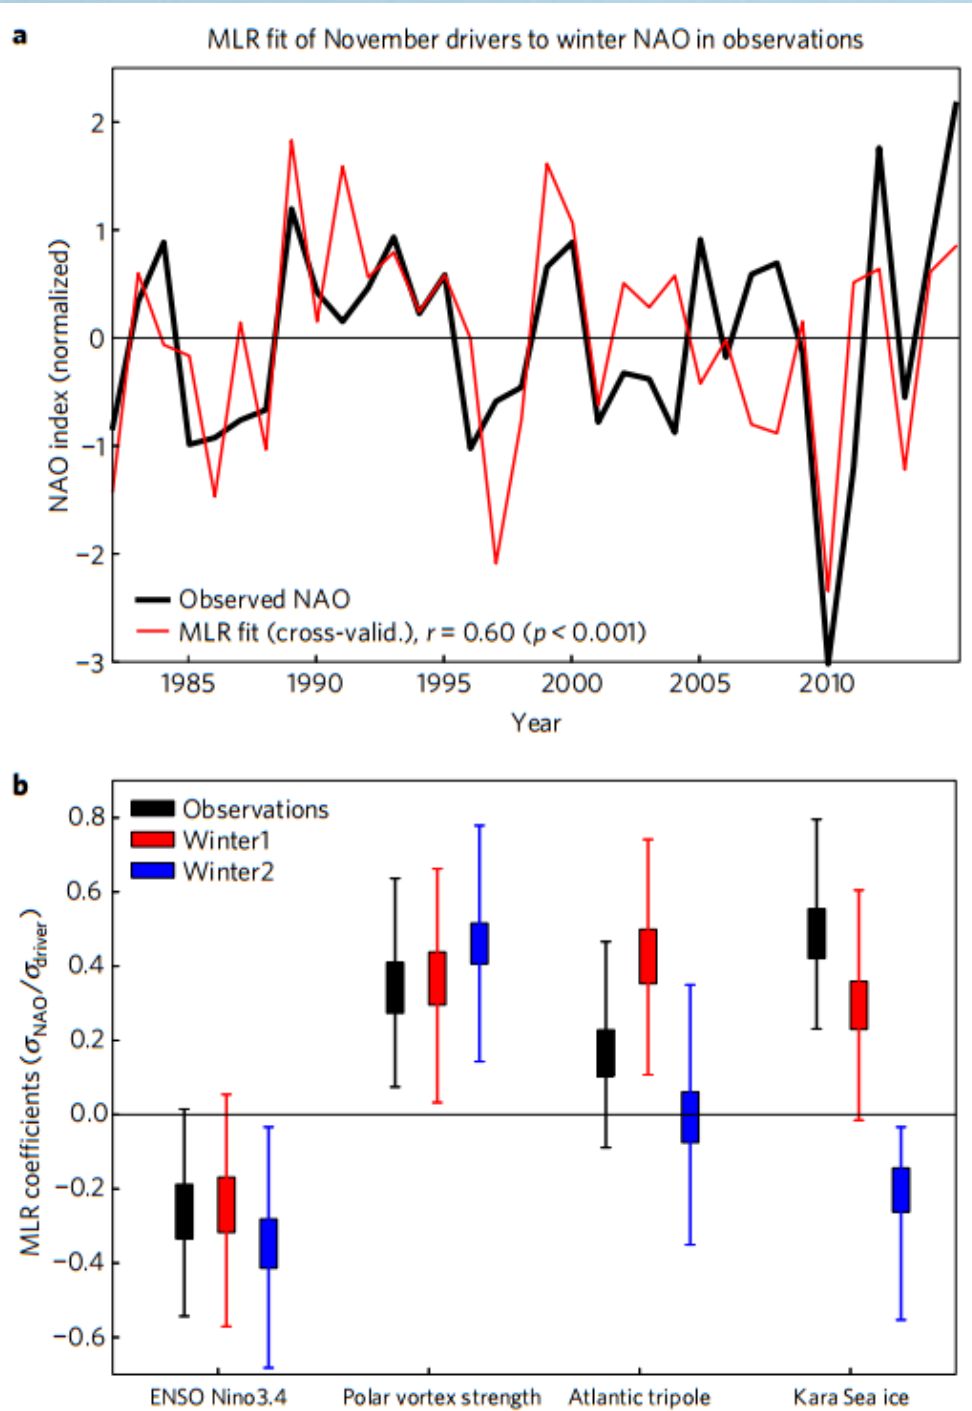 a
MLR fit of November drivers to winter NAO in observations
NAO index (normalized)
2
1
0
−1
−2
−3
Observed NAO
MLR fit (cross-valid.), r = 0.60 (p < 0.001)
1985 1990 1995 2000 2005 2010
Year
b
MLR coefficients (σNAO/σdriver)
0.8
0.6
0.4
0.2
0.0
−0.2
−0.4
−0.6
Observations
Winter1
Winter2
ENSO Nino3.4 Polar vortex strength Atlantic tripole Kara Sea ice